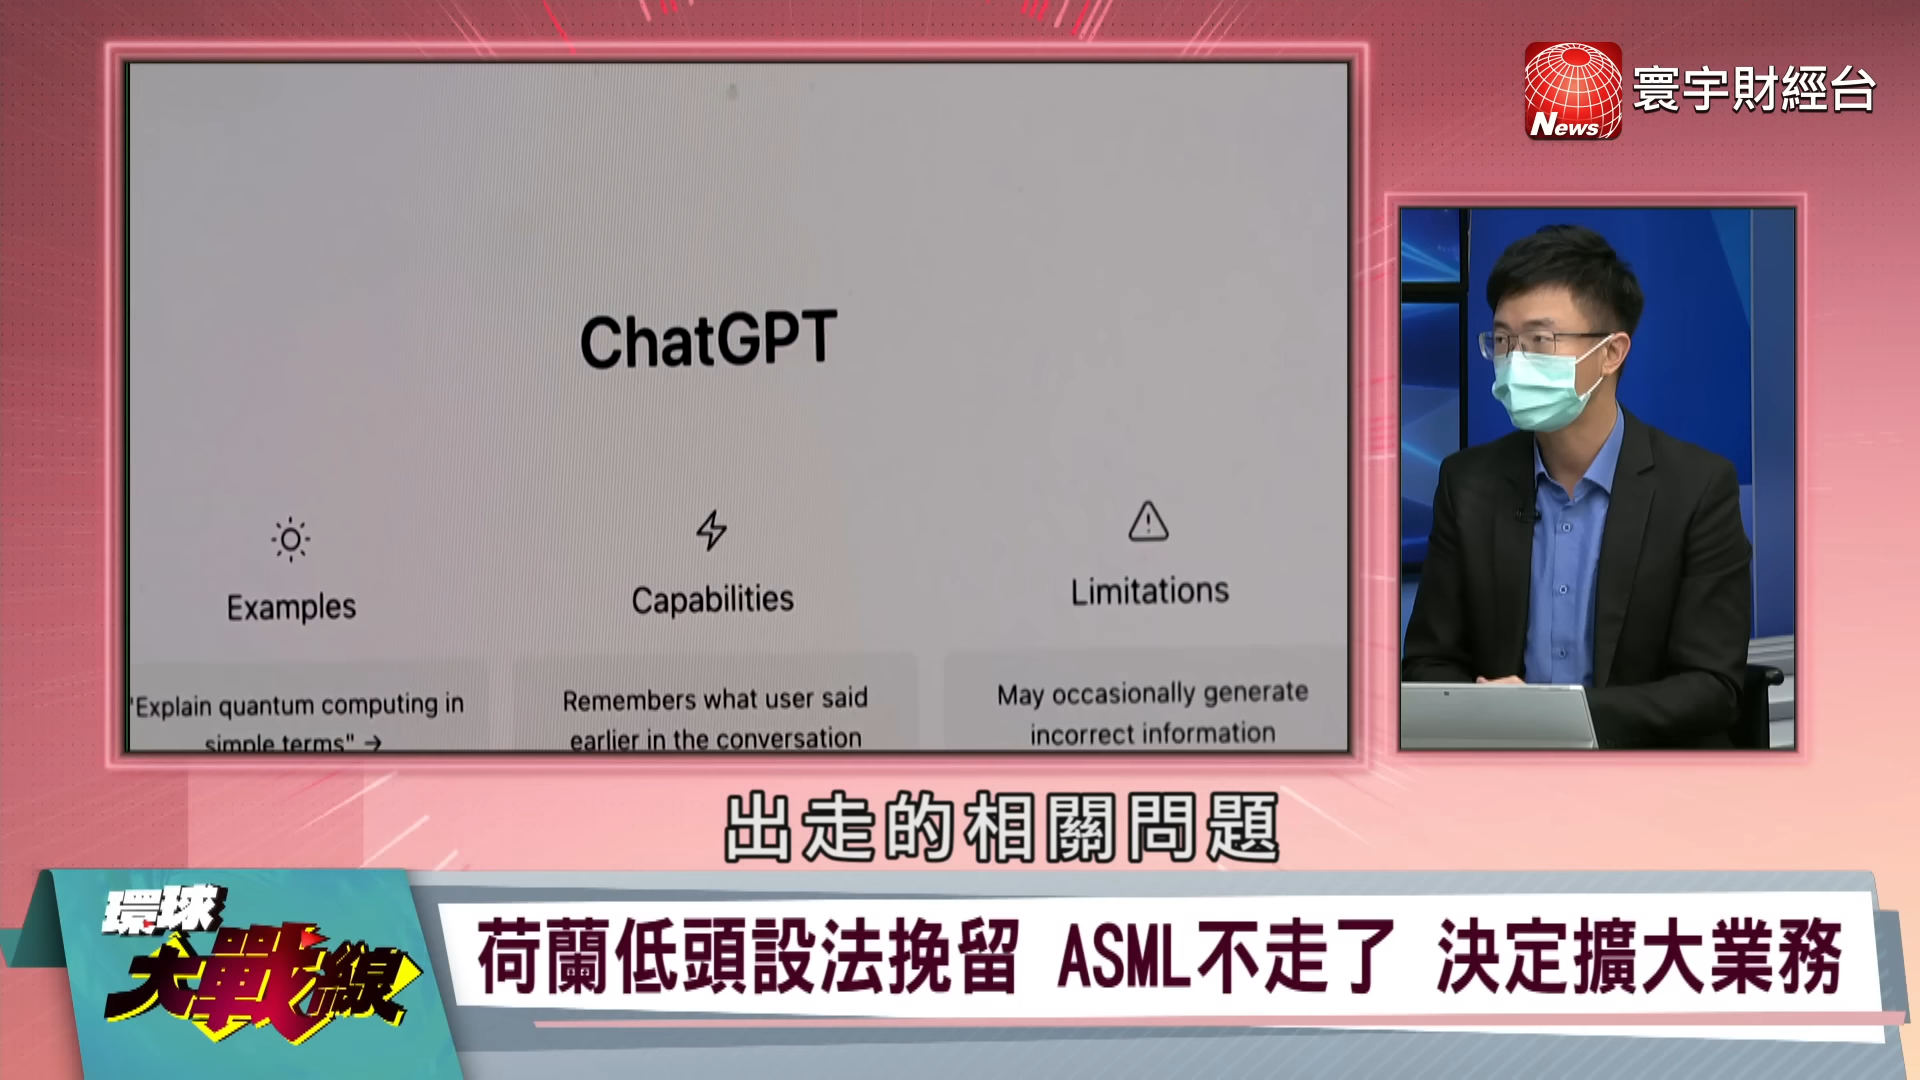 News
寰宇財經台
ChatGPT
Examples
Capabilities
Limitations
"Explain quantum computing in
simple terms" →
Remembers what user said
earlier in the conversation
May occasionally generate
incorrect information
出走的相關問題
環球
大戰線
荷蘭低頭設法挽留 ASML不走了 決定擴大業務